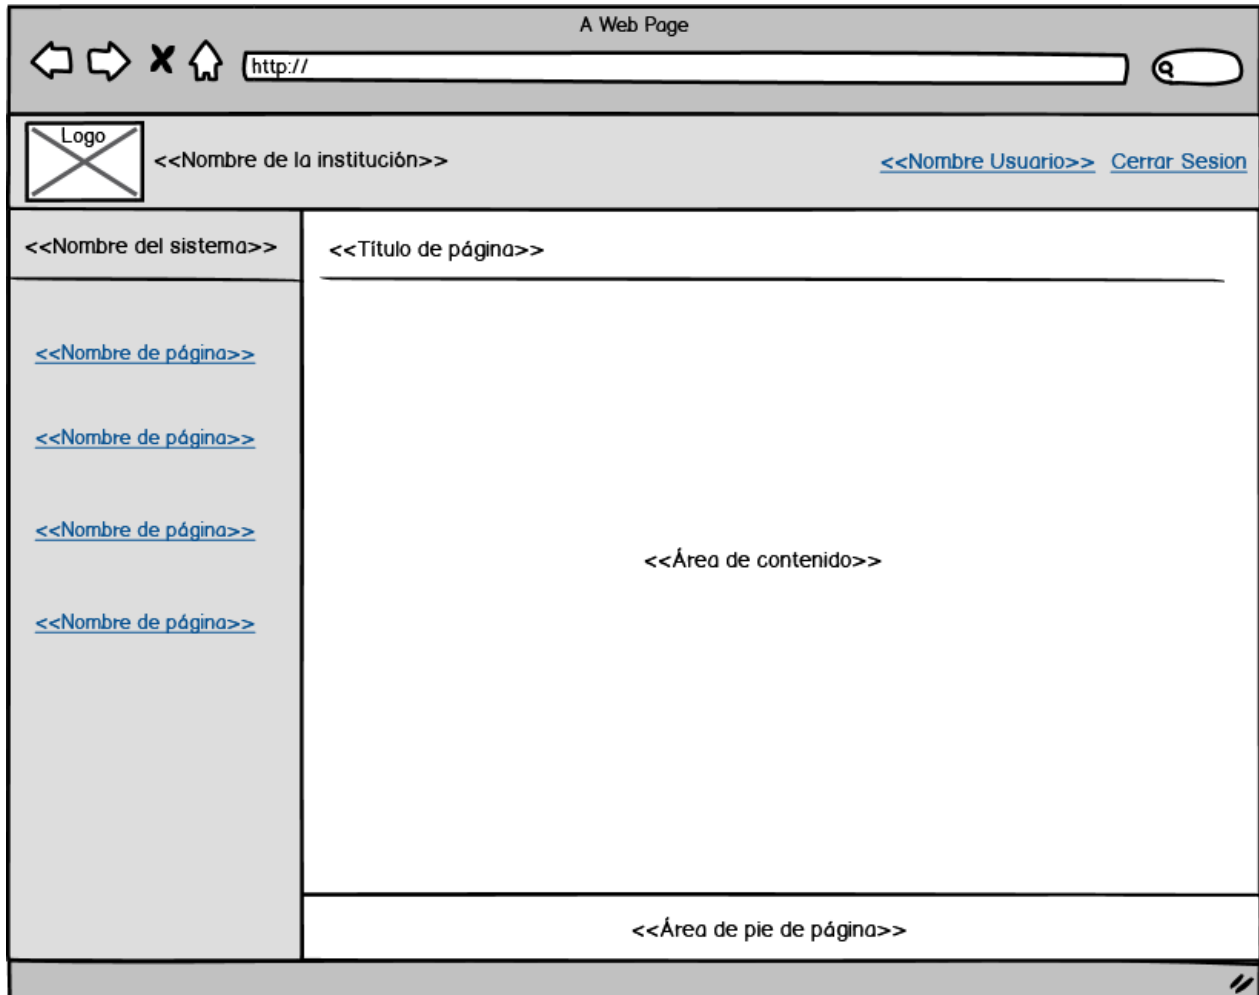 A Web Page
http://
Logo
<<Nombre de la institución>>
<<Nombre Usuario>> Cerrar Sesion
<<Nombre del sistema>>
<<Título de página>>
<<Nombre de página>>
<<Nombre de página>>
<<Nombre de página>>
<<Área de contenido>>
<<Nombre de página>>
<<Área de pie de página>>